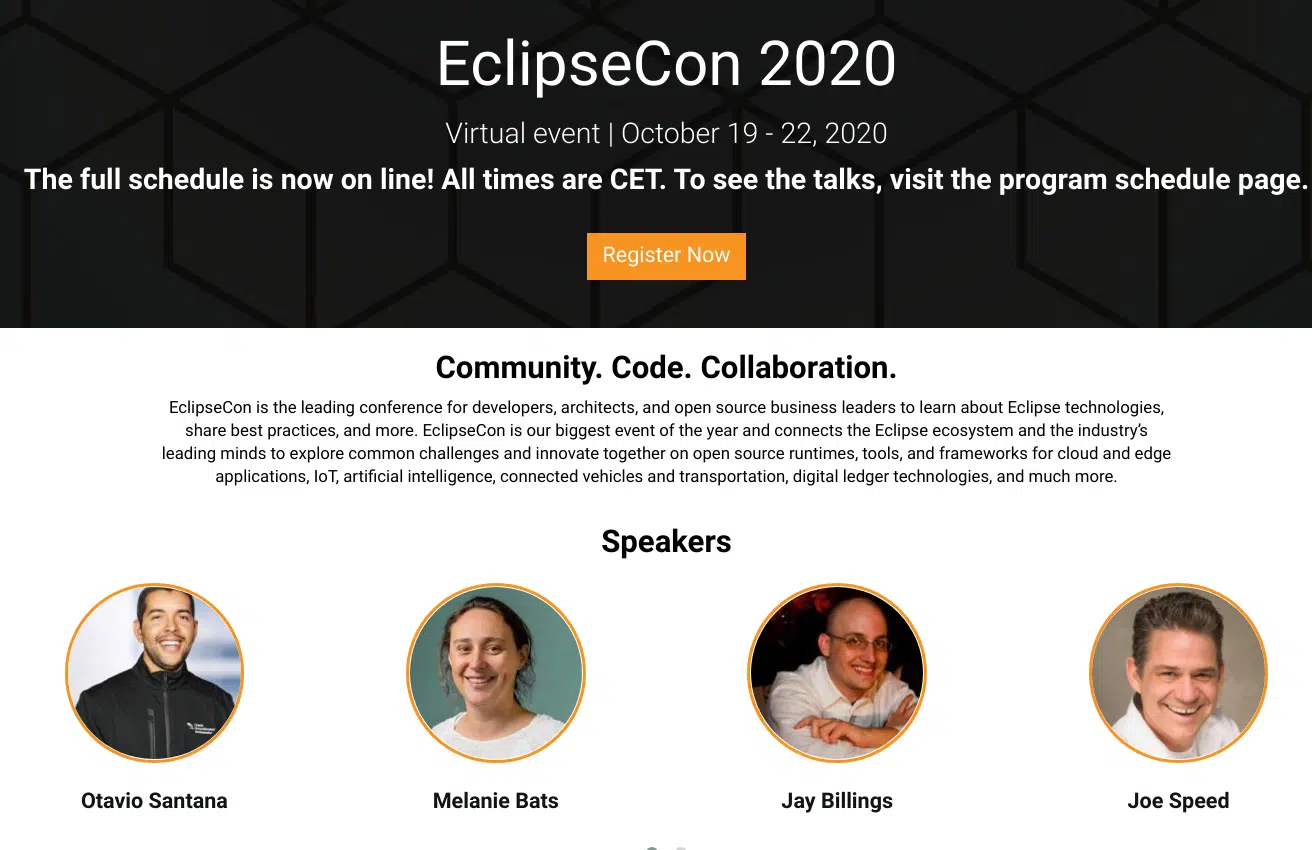 EclipseCon 2020
Virtual event | October 19 - 22, 2020
The full schedule is now on line! All times are CET. To see the talks, visit the program schedule page.
Register Now
Community. Code. Collaboration.
EclipseCon is the leading conference for developers, architects, and open source business leaders to learn about Eclipse technologies,
share best practices, and more. EclipseCon is our biggest event of the year and connects the Eclipse ecosystem and the industry’s
leading minds to explore common challenges and innovate together on open source runtimes, tools, and frameworks for cloud and edge
applications, IoT, artificial intelligence, connected vehicles and transportation, digital ledger technologies, and much more.
Speakers
Otavio Santana
Melanie Bats
Jay Billings
Joe Speed